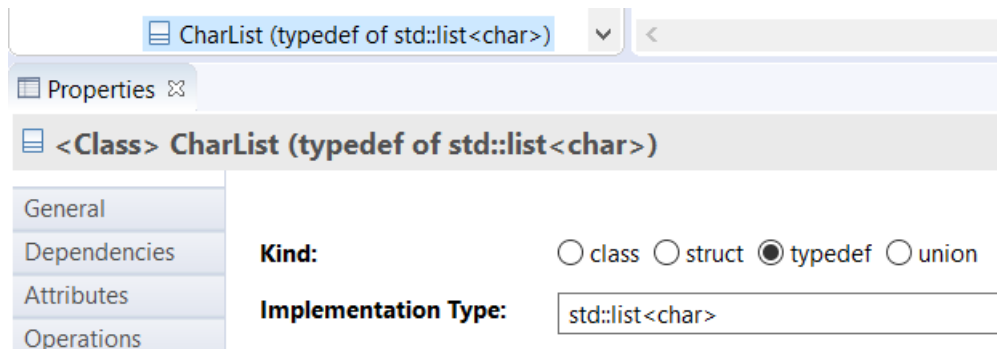 CharList (typedef of std::list<char>)
Properties
<Class> CharList (typedef of std::list<char>)
General
Dependencies
Kind: class struct typedef union
Attributes
Implementation Type: std::list<char>
Operations